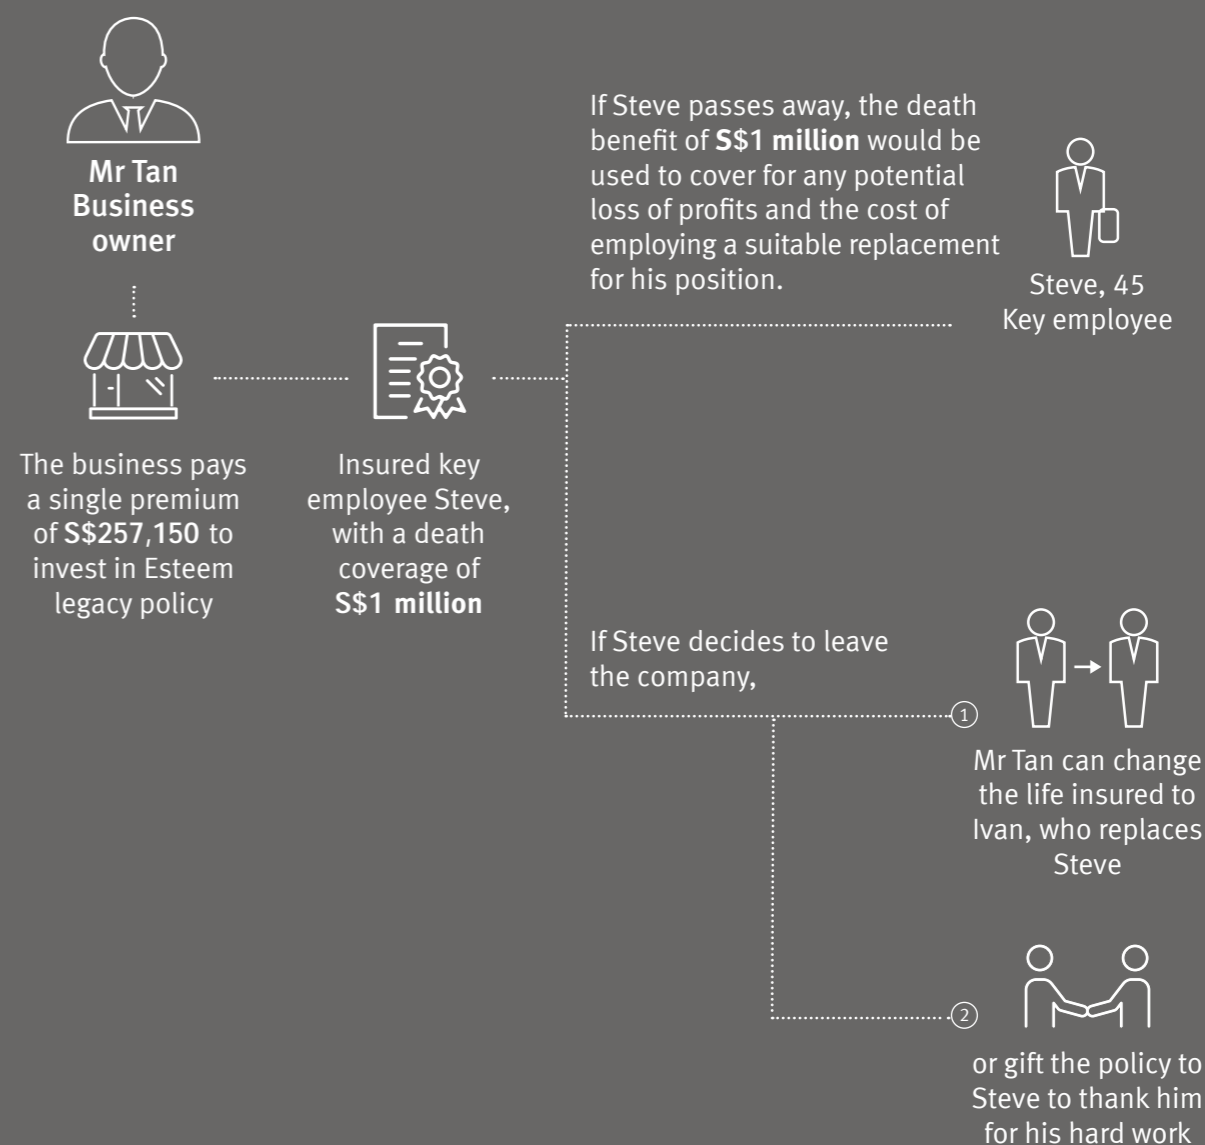 Mr Tan
Business
owner
The business pays
a single premium
of S$257,150 to
invest in Esteem
legacy policy
Insured key
employee Steve,
with a death
coverage of
S$1 million
If Steve passes away, the death
benefit of S$1 million would be
used to cover for any potential
loss of profits and the cost of
employing a suitable replacement
for his position.
Steve, 45
Key employee
If Steve decides to leave
the company,
1
Mr Tan can change
the life insured to
Ivan, who replaces
Steve
2
or gift the policy to
Steve to thank him
for his hard work